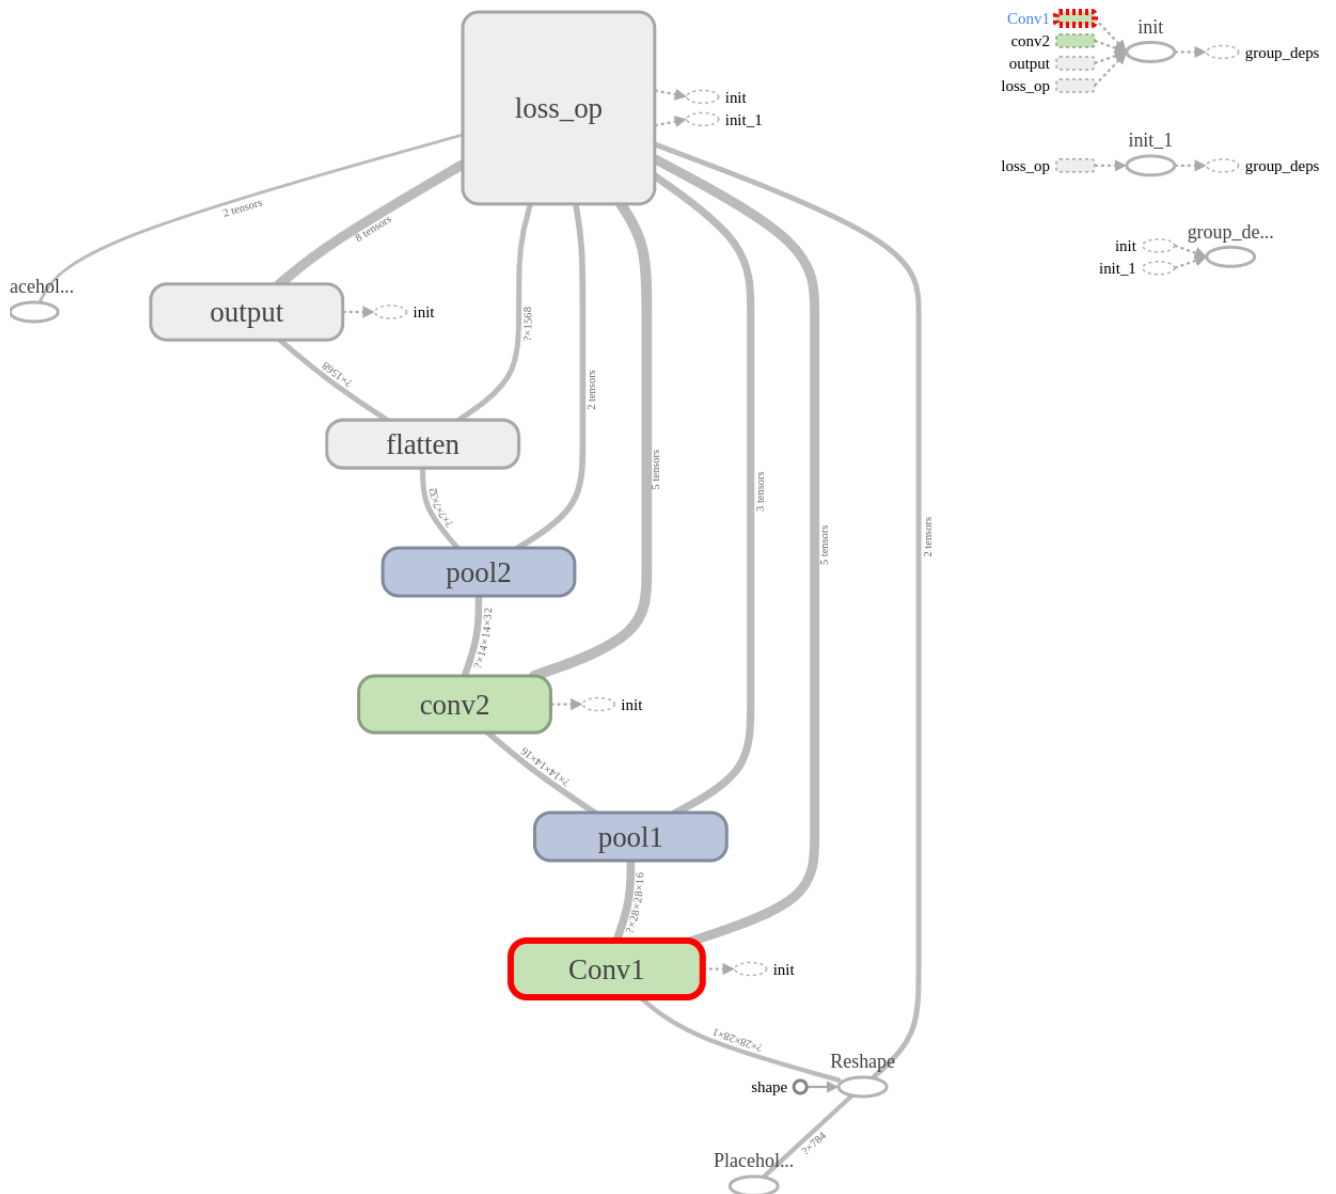 loss_op
init
init_1
2 tensors
8 tensors
acehol...
output
init
?×1568
?×1568
2 tensors
flatten
5 tensors
3 tensors
?×7×7×32
2 tensors
5 tensors
pool2
?×14×14×32
conv2
init
?×14×14×16
pool1
?×28×28×16
Conv1
init
?×28×28×1
Reshape
shape
?×784
Placehol...
Conv1
conv2
output
loss_op
init
group_deps
init_1
loss_op
group_deps
group_de...
init
init_1